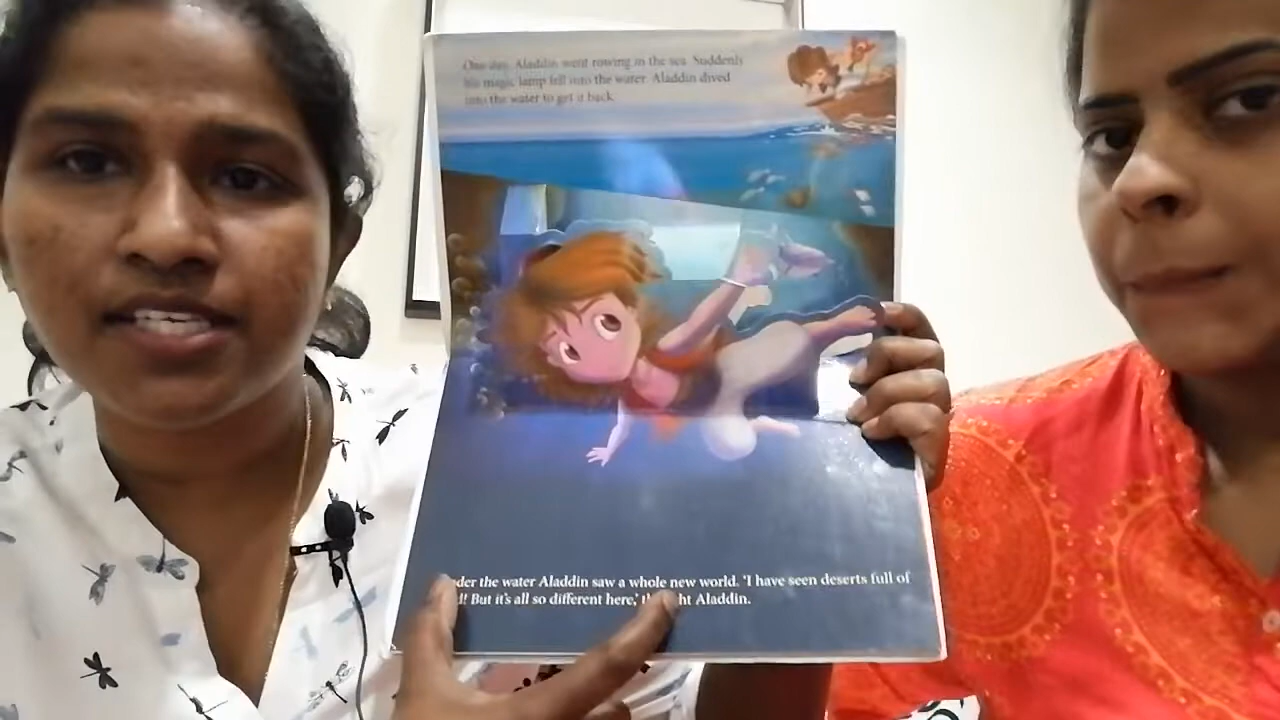 One day, Aladdin went rowing in the sea. Suddenly
his magic lamp fell into the water. Aladdin dived
into the water to get it back.
der the water Aladdin saw a whole new world. 'I have seen deserts full of
d! But it's all so different here,' th ht Aladdin.